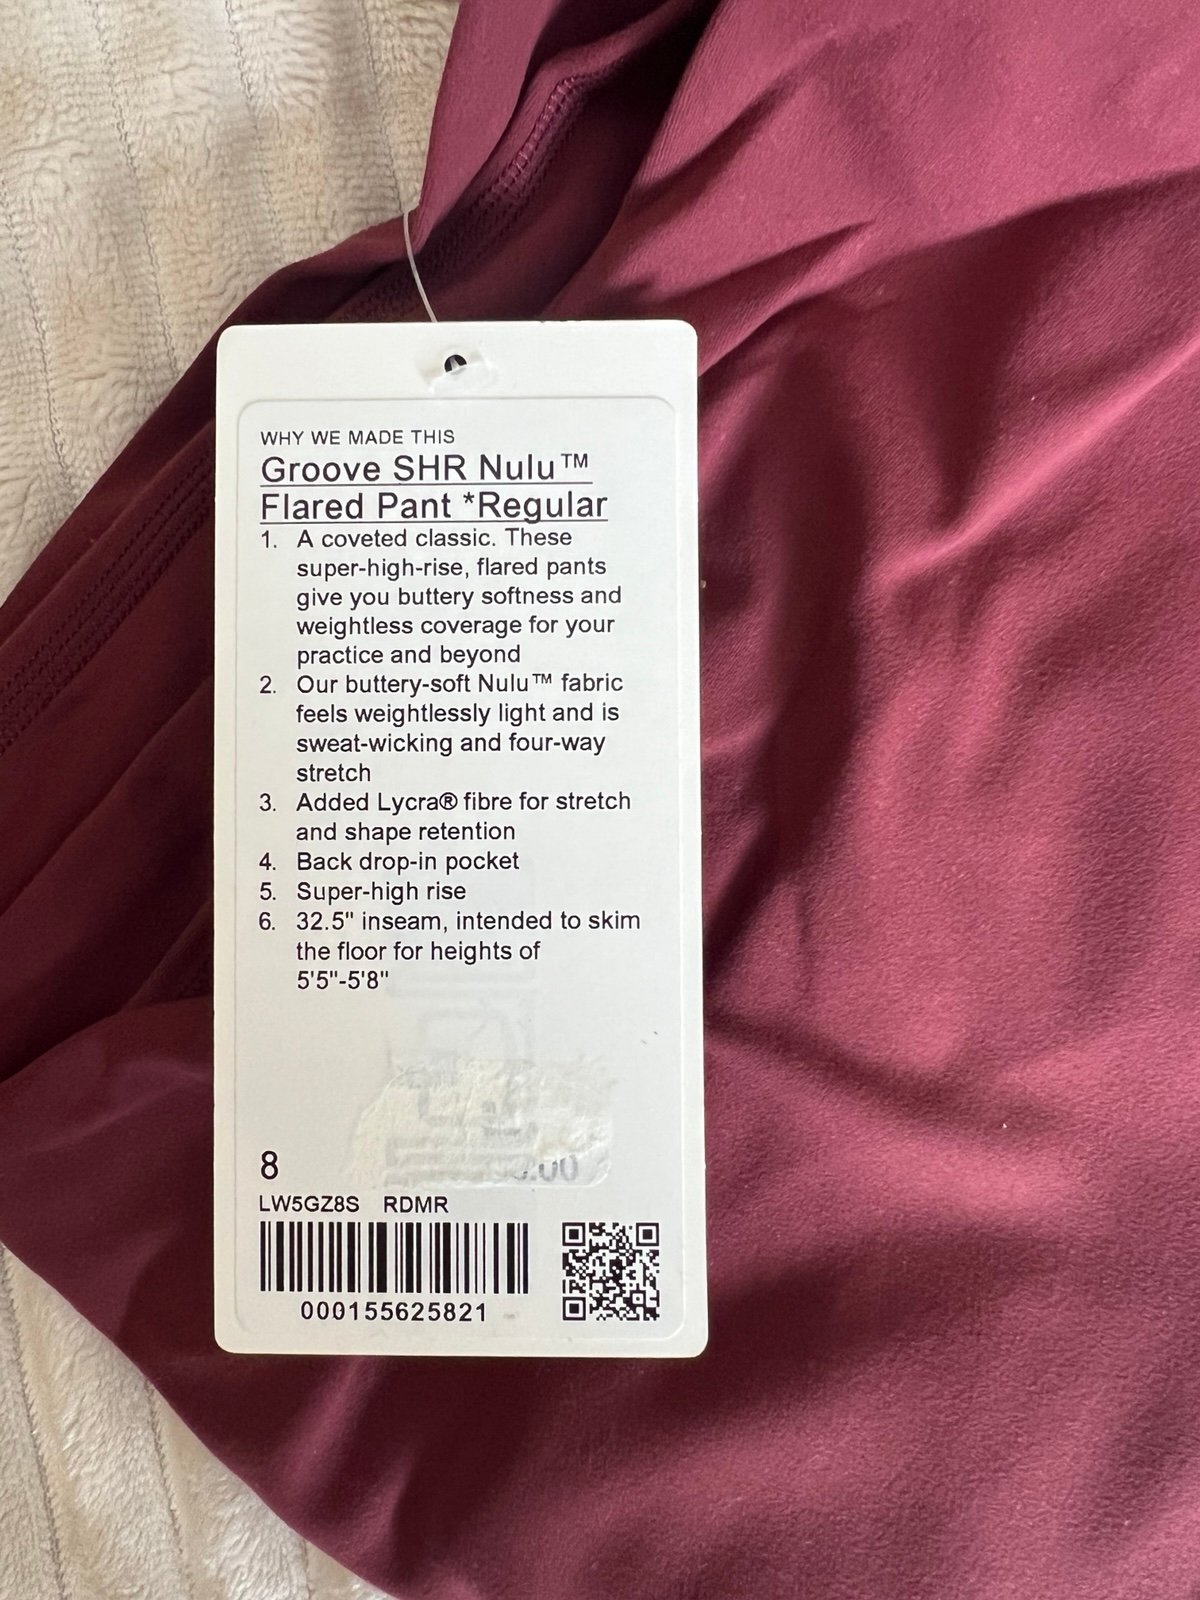 WHY WE MADE THIS
Groove SHR Nulu™
Flared Pant *Regular
1. A coveted classic. These
super-high-rise, flared pants
give you buttery softness and
weightless coverage for your
practice and beyond
2. Our buttery-soft Nulu™ fabric
feels weightlessly light and is
sweat-wicking and four-way
stretch
3. Added Lycra® fibre for stretch
and shape retention
4. Back drop-in pocket
5. Super-high rise
6. 32.5" inseam, intended to skim
the floor for heights of
5'5"-5'8"
8
LW5GZ8S RDMR
000155625821